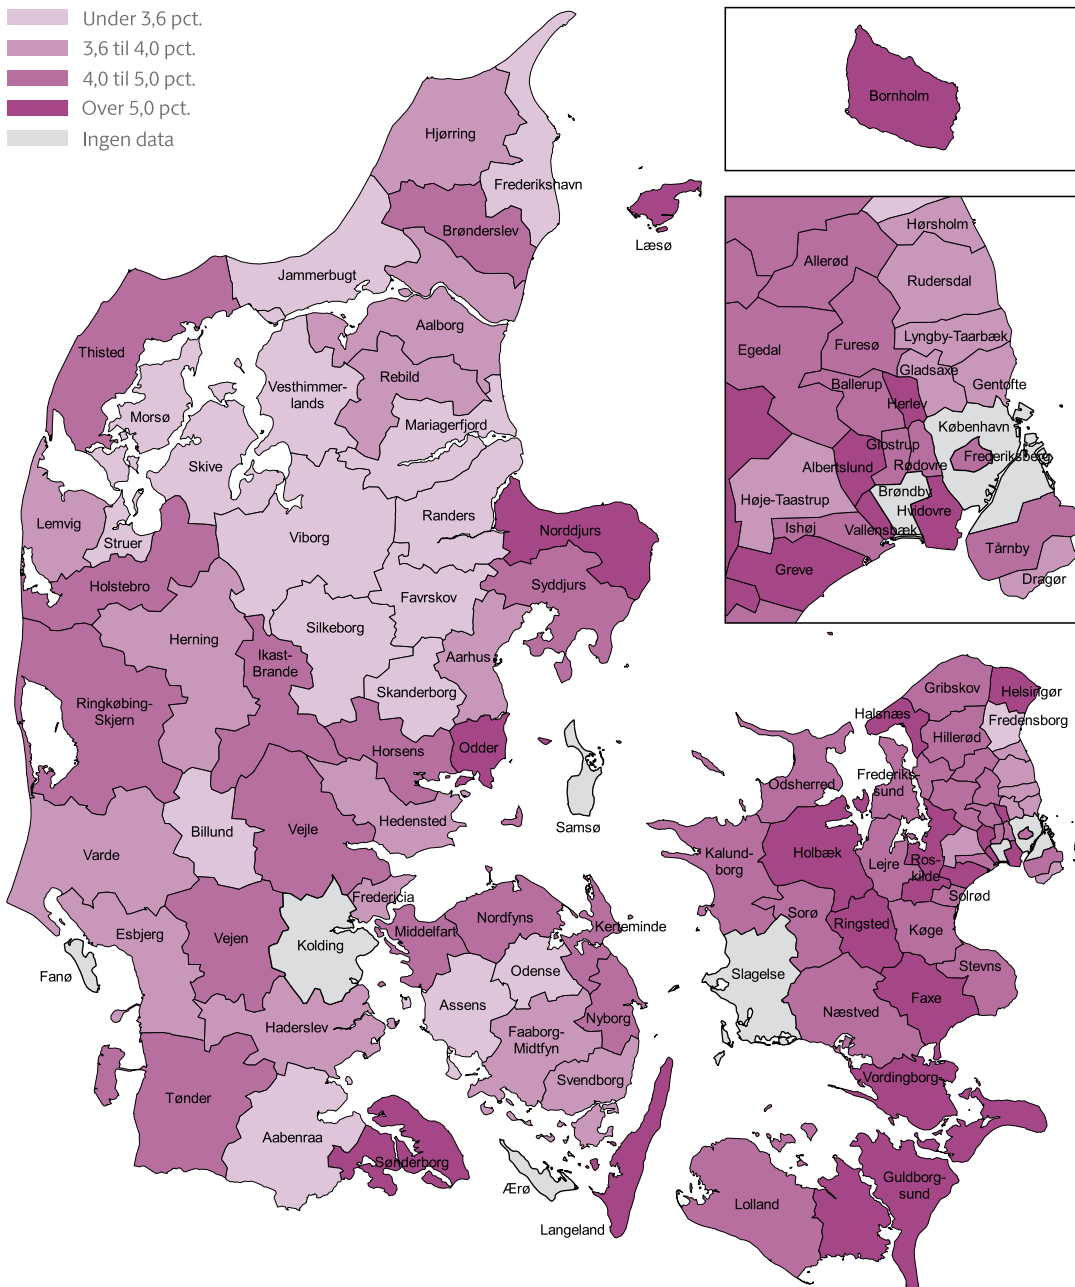 Under 3,6 pct.
3,6 til 4,0 pct.
4,0 til 5,0 pct.
Over 5,0 pct.
Ingen data
Hjørring
Frederikshavn
Brønderslev
Læsø
Jammerbugt
Aalborg
Thisted
Rebild
Vesthimmer-
lands
Morsø
Mariagerfjord
Skive
Lemvig
Struer
Viborg
Randers
Norddjurs
Holstebro
Syddjurs
Favrskov
Silkeborg
Herning
Ikast-
Brande
Aarhus
Skanderborg
Ringkøbing-
Skjern
Horsens
Odder
Hedensted
Samsø
Billund
Vejle
Varde
Fredericia
Esbjerg
Vejen
Kolding
Fanø
Haderslev
Tønder
Aabenraa
Sønderborg
Nordfyns
Middelfart
Kerteminde
Odense
Assens
Nyborg
Faaborg-
Midtfyn
Svendborg
Ærø
Langeland
Bornholm
Hørsholm
Allerød
Rudersdal
Egedal
Furesø
Lyngby-Taarbæk
Gladsaxe
Gentofte
Ballerup
Herlev
København
Glostrup
Frederiksberg
Albertslund
Rødovre
Høje-Taastrup
Brøndby
Hvidovre
Ishøj
Vallensbæk
Greve
Tårnby
Dragør
Gribskov
Helsingør
Halsnæs
Fredensborg
Hillerød
Odsherred
Frederiks-
sund
Kalund-
borg
Holbæk
Lejre
Ros-
kilde
Solrød
Sorø
Ringsted
Køge
Slagelse
Stevns
Næstved
Faxe
Vordingborg
Guldborg-
sund
Lolland